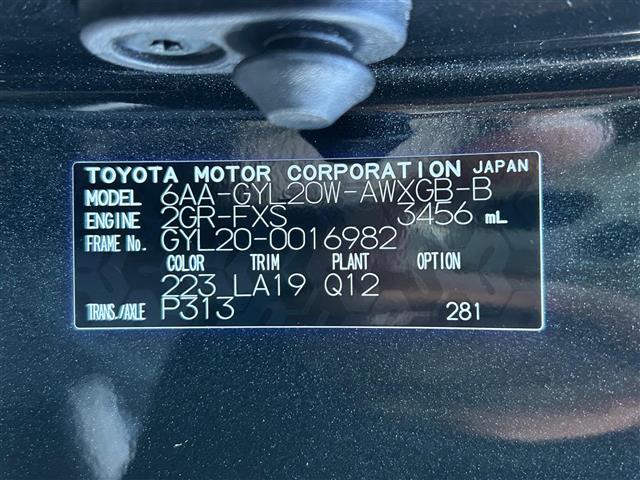 TOYOTA MOTOR CORPORATION JAPAN
MODEL 6AA-GYL20W-AWXGB-B
ENGINE 2GR-FXS 3456 mL
FRAME No. GYL20-0016982
COLOR TRIM PLANT OPTION
223 LA19 Q12
TRANS./AXLE P313 281